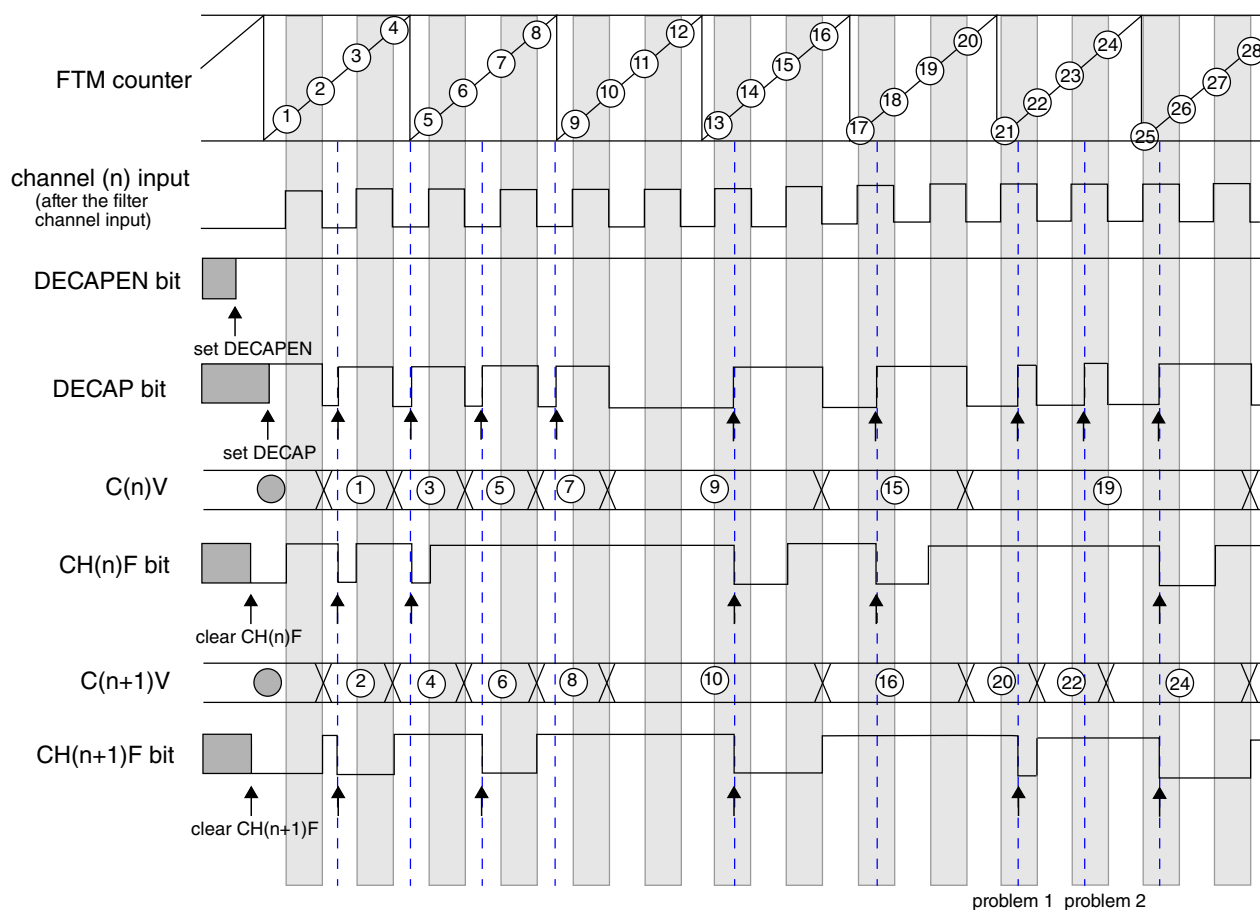 4 8 12 16 20 24 28
3 7 11 15 19 23 27
FTM counter
2 6 10 14 18 22 26
1 5 9 13 17 21 25
channel (n) input
(after the filter
channel input)
DECAPEN bit
set DECAPEN
DECAP bit
set DECAP
C(n)V 1 3 5 7 9 15 19
CH(n)F bit
clear CH(n)F
C(n+1)V 2 4 6 8 10 16 20 22 24
CH(n+1)F bit
clear CH(n+1)F
problem 1 problem 2